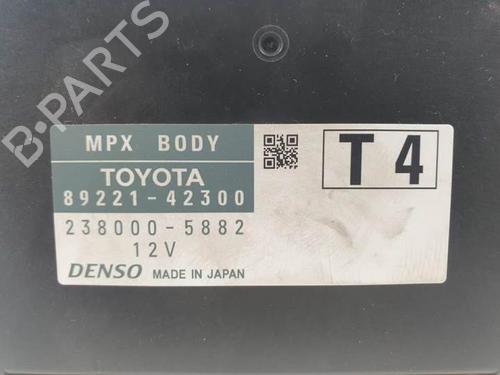 B-PARTS
MPX BODY
TOYOTA
89221-42300
T4
238000-5882
12V
DENSO MADE IN JAPAN